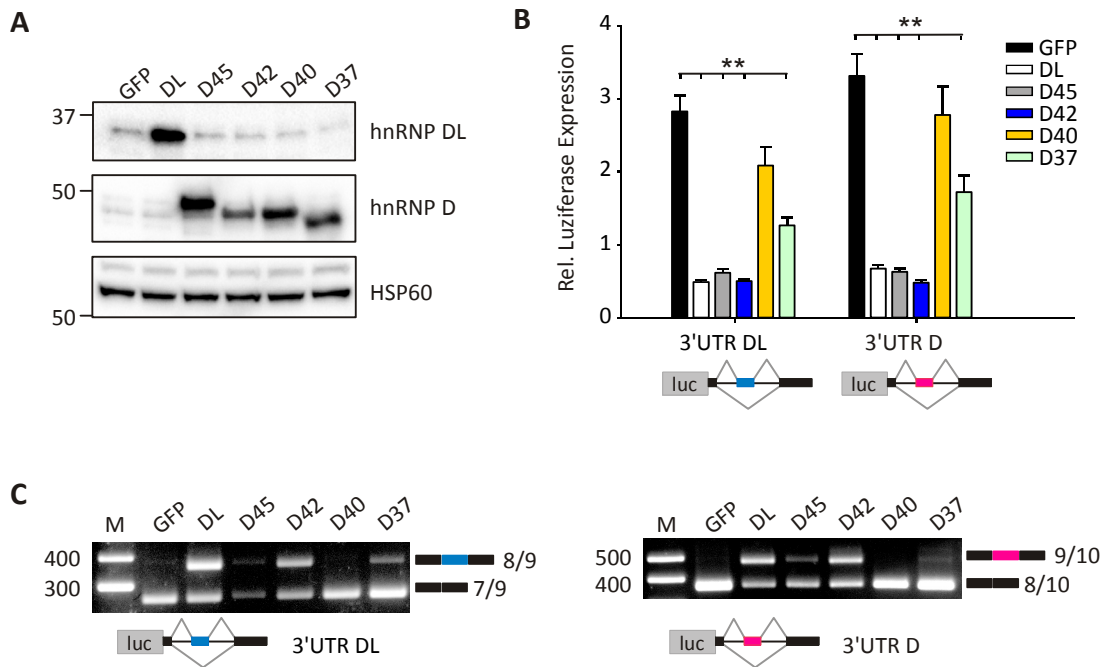 A
GFP DL D45 D42 D40 D37
37
hnRNP DL
50
hnRNP D
HSP60
50
B
Rel. Luziferase Expression
4
3
2
1
0
**
**
GFP
DL
D45
D42
D40
D37
3'UTR DL
3'UTR D
luc
luc
C
M GFP DL D45 D42 D40 D37
400
300
8/9
7/9
luc
3'UTR DL
M GFP DL D45 D42 D40 D37
500
400
9/10
8/10
luc
3'UTR D